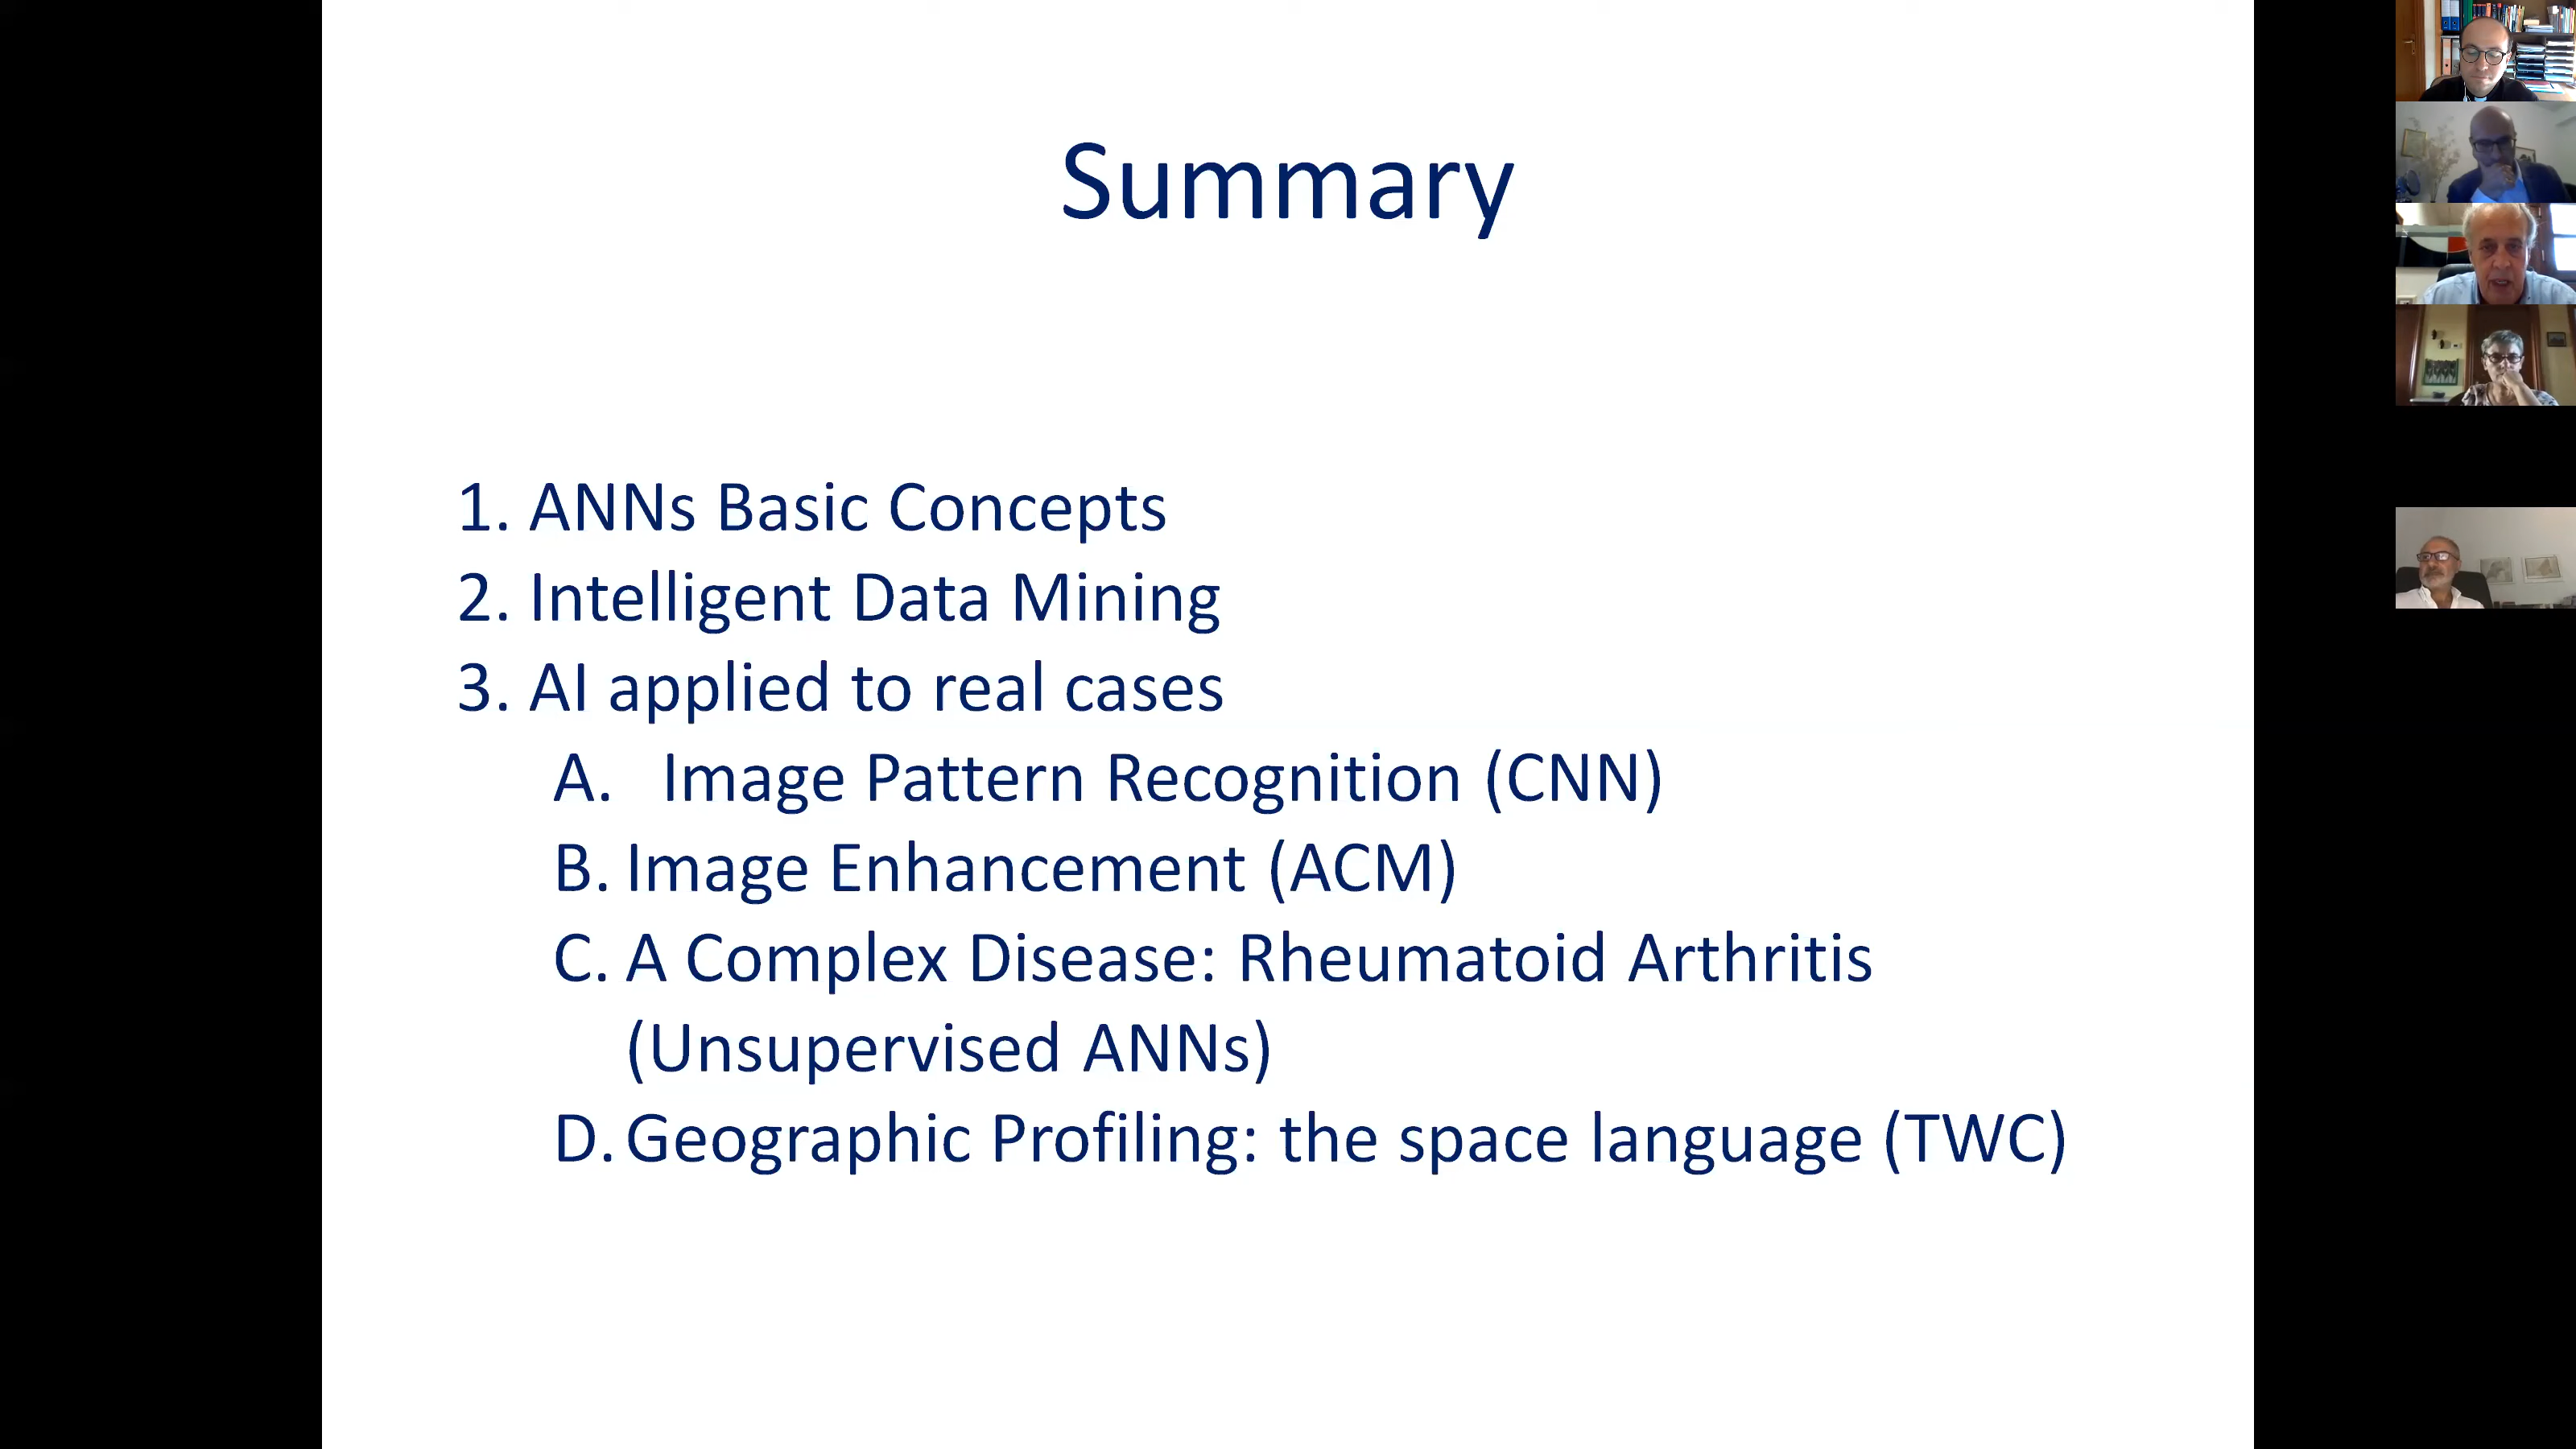 Summary
1. ANNs Basic Concepts
2. Intelligent Data Mining
3. AI applied to real cases
A. Image Pattern Recognition (CNN)
B. Image Enhancement (ACM)
C. A Complex Disease: Rheumatoid Arthritis
(Unsupervised ANNs)
D. Geographic Profiling: the space language (TWC)